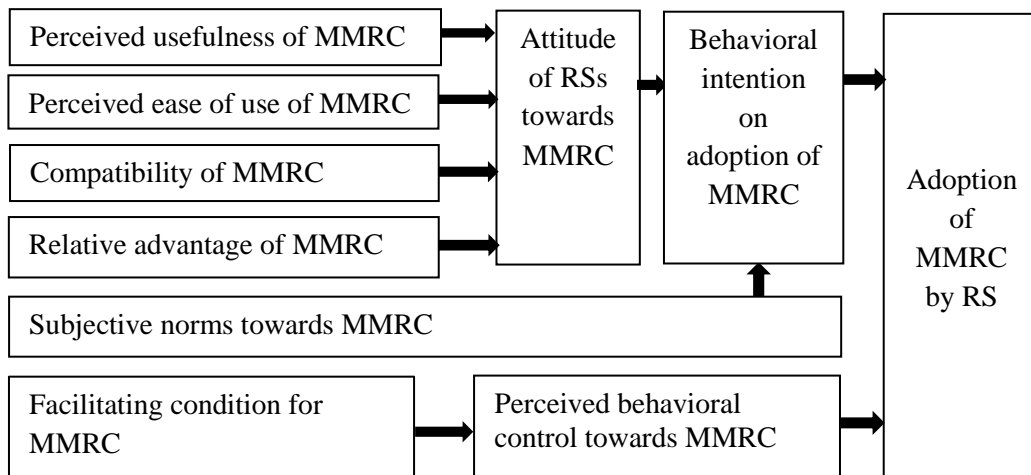 Perceived usefulness of MMRC
Perceived ease of use of MMRC
Compatibility of MMRC
Relative advantage of MMRC
Subjective norms towards MMRC
Facilitating condition for
MMRC
Attitude
of RSs
towards
MMRC
Behavioral
intention
on
adoption of
MMRC
Perceived behavioral
control towards MMRC
Adoption
of
MMRC
by RS